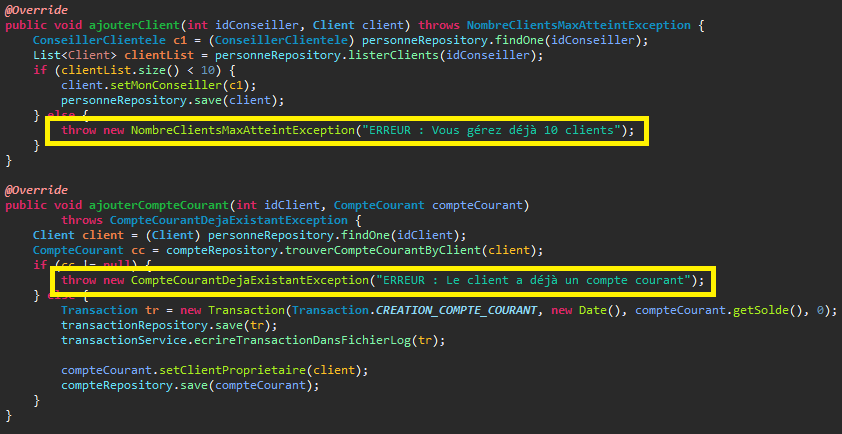 @Override
public void ajouterClient(int idConseiller, Client client) throws NombreClientsMaxAtteintException {
    ConseillerClientele c1 = (ConseillerClientele) personneRepository.findOne(idConseiller);
    List<Client> clientList = personneRepository.listerClients(idConseiller);
    if (clientList.size() < 10) {
        client.setMonConseiller(c1);
        personneRepository.save(client);
    } else {
        throw new NombreClientsMaxAtteintException("ERREUR : Vous gérez déjà 10 clients");
    }
}

@Override
public void ajouterCompteCourant(int idClient, CompteCourant compteCourant)
        throws CompteCourantDejaExistantException {
    Client client = (Client) personneRepository.findOne(idClient);
    CompteCourant cc = compteRepository.trouverCompteCourantByClient(client);
    if (cc != null) {
        throw new CompteCourantDejaExistantException("ERREUR : Le client a déjà un compte courant");
    } else {
        Transaction tr = new Transaction(Transaction.CREATION_COMPTE_COURANT, new Date(), compteCourant.getSolde(), 0);
        transactionRepository.save(tr);
        transactionService.ecrireTransactionDansFichierLog(tr);

        compteCourant.setClientProprietaire(client);
        compteRepository.save(compteCourant);
    }
}